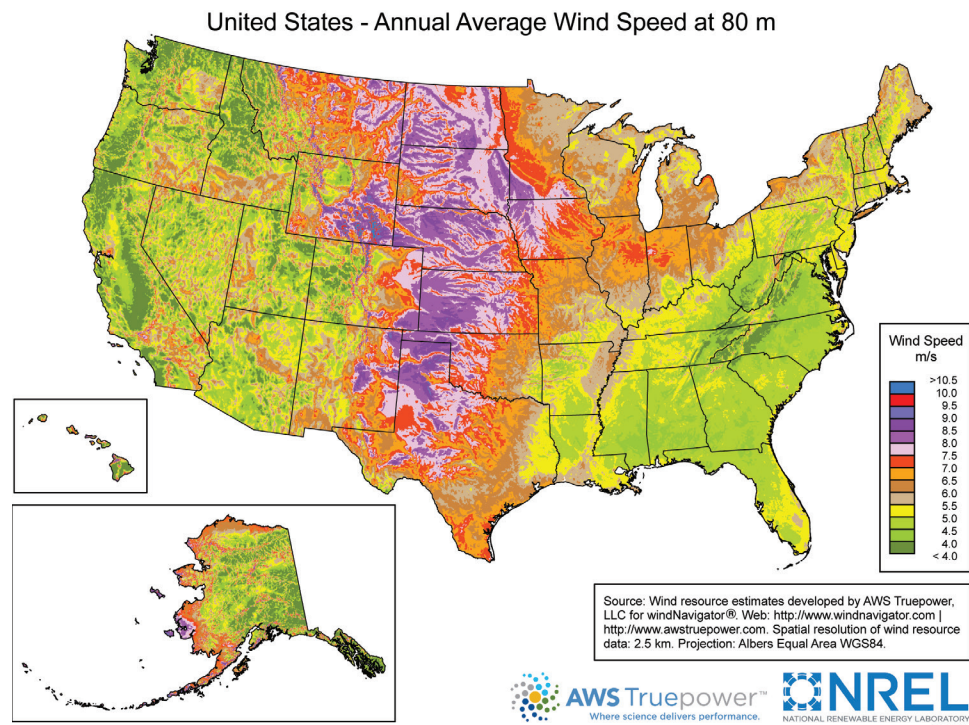 United States - Annual Average Wind Speed at 80 m
Wind Speed
m/s
>10.5
10.0
9.5
9.0
8.5
8.0
7.5
7.0
6.5
6.0
5.5
5.0
4.5
4.0
< 4.0
Source: Wind resource estimates developed by AWS Truepower,
LLC for windNavigator®. Web: http://www.windnavigator.com |
http://www.awstruepower.com. Spatial resolution of wind resource
data: 2.5 km. Projection: Albers Equal Area WGS84.
AWS Truepower™
Where science delivers performance.
NREL
NATIONAL RENEWABLE ENERGY LABORATO